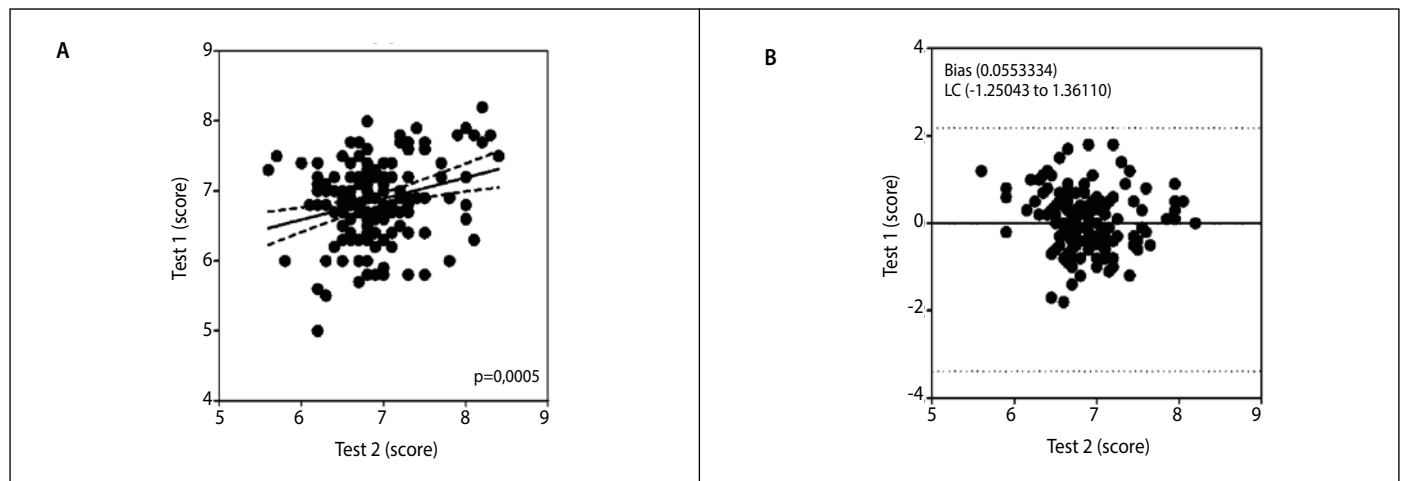 A
9
8
7
6
5
4
Test 1 (score)
p=0,0005
5 6 7 8 9
Test 2 (score)
B
4
2
0
-2
-4
Test 1 (score)
Bias (0.0553334)
LC (-1.25043 to 1.36110)
5 6 7 8 9
Test 2 (score)